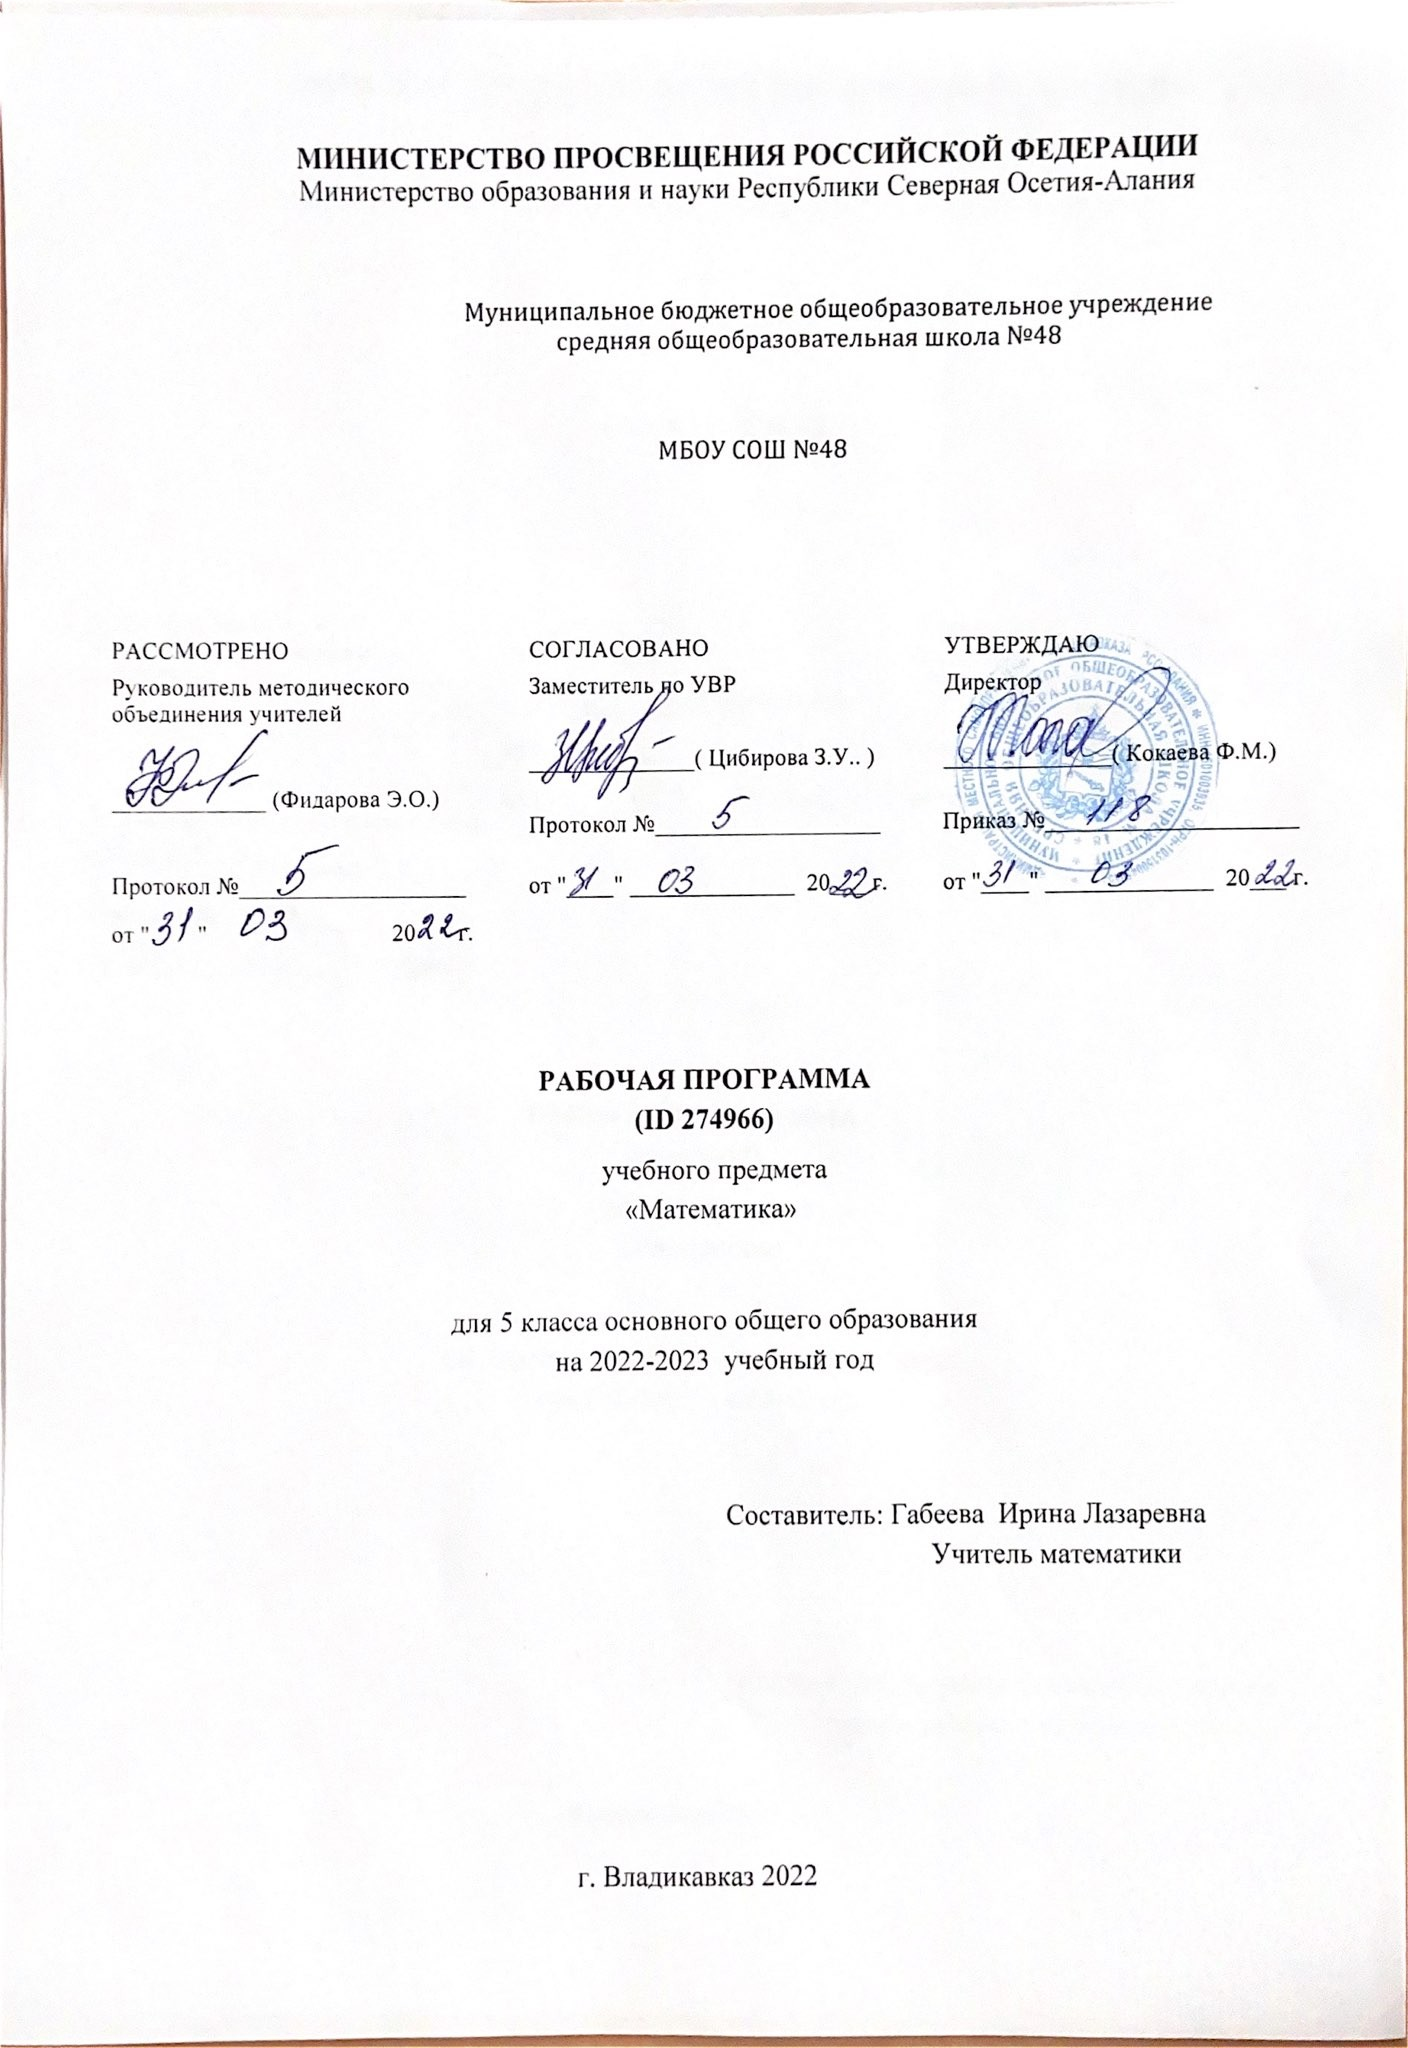 МИНИСТЕРСТВО ПРОСВЕЩЕНИЯ РОССИЙСКОЙ ФЕДЕРАЦИИ
Министерство образования и науки Республики Северная Осетия-Алания
Муниципальное бюджетное общеобразовательное учреждение
средняя общеобразовательная школа №48
МБОУ СОШ №48
РАССМОТРЕНО
Руководитель методического
объединения учителей
(Фидарова Э.О.)
Протокол № 5
от "31" 03 2022г.
СОГЛАСОВАНО
Заместитель по УВР
( Цибирова З.У.. )
Протокол № 5
от "31" 03 2022г.
УТВЕРЖДАЮ
Директор
( Кокаева Ф.М.)
Приказ № 118
от "31" 03 2022г.
РАБОЧАЯ ПРОГРАММА
(ID 274966)
учебного предмета
«Математика»
для 5 класса основного общего образования
на 2022-2023 учебный год
Составитель: Габеева Ирина Лазаревна
Учитель математики
г. Владикавказ 2022